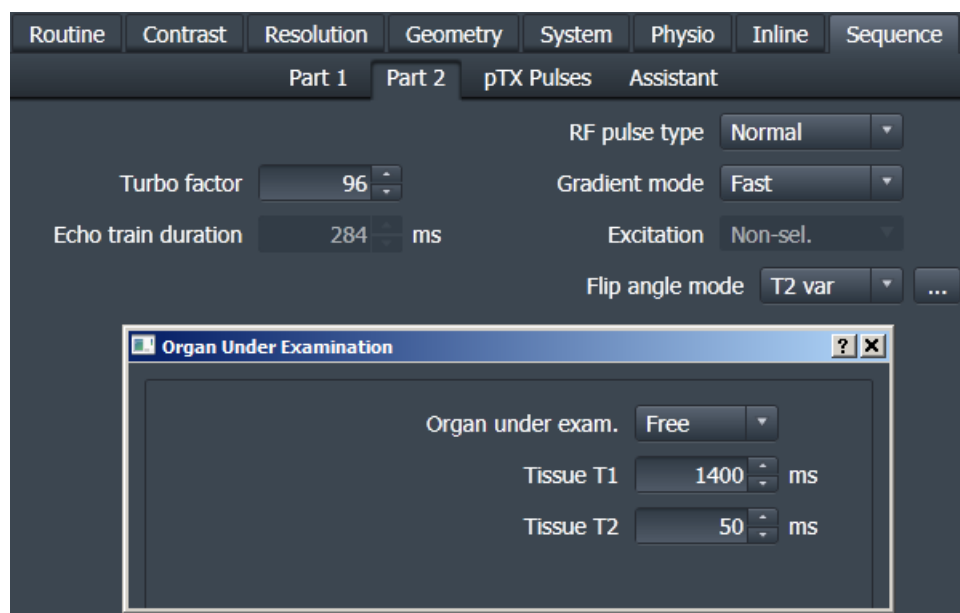 Routine Contrast Resolution Geometry System Physio Inline Sequence
Part 1 Part 2 pTX Pulses Assistant
RF pulse type Normal
Turbo factor 96 Gradient mode Fast
Echo train duration 284 ms Excitation Non-sel.
Flip angle mode T2 var ...
Organ Under Examination ?
Organ under exam. Free
Tissue T1 1400 ms
Tissue T2 50 ms